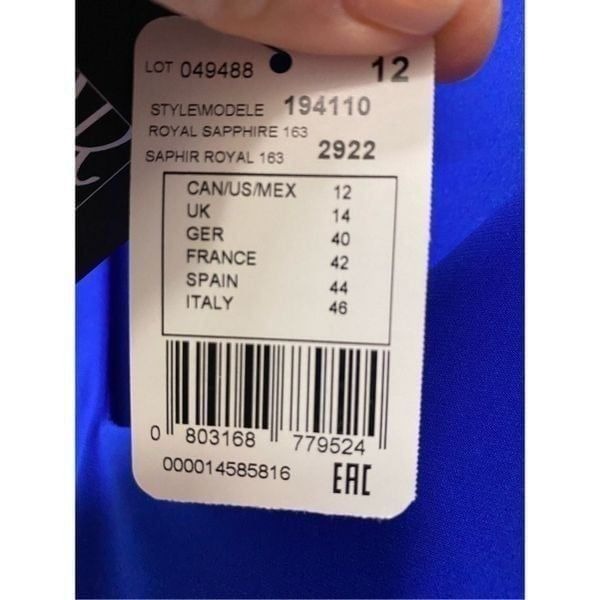 LOT 049488 12
STYLE\MODELE 194110
ROYAL SAPPHIRE 163
SAPHIR ROYAL 163 2922
CAN/US/MEX 12
UK 14
GER 40
FRANCE 42
SPAIN 44
ITALY 46
0 803168 779524
000014585816 EAC